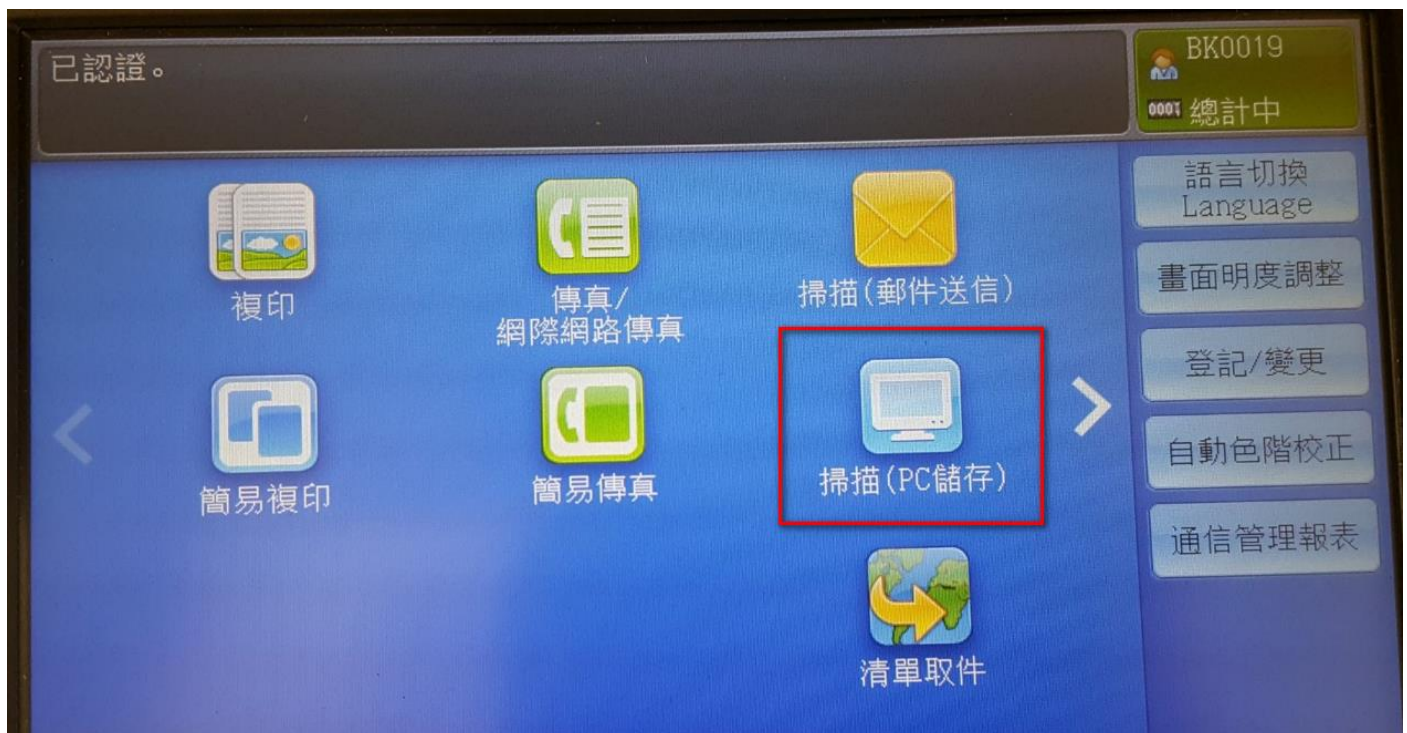 已認證。
BK0019
0001 總計中
複印
傳真/
網際網路傳真
掃描(郵件送信)
簡易複印
簡易傳真
掃描(PC儲存)
清單取件
語言切換
Language
畫面明度調整
登記/變更
自動色階校正
通信管理報表